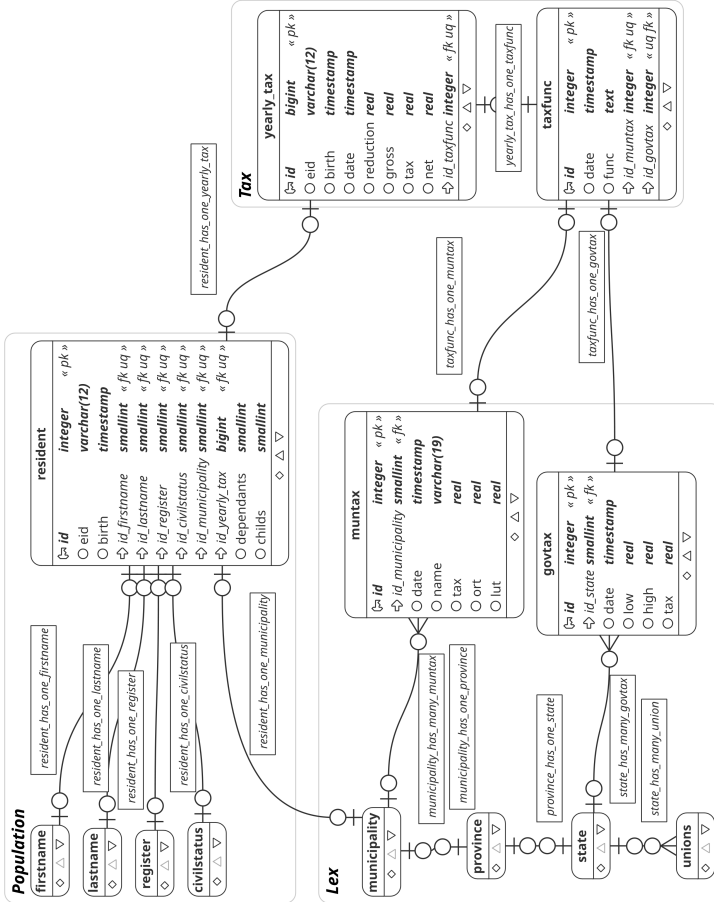 Population
firstname
lastname
register
civilstatus
resident_has_one_firstname
resident_has_one_lastname
resident_has_one_register
resident_has_one_civilstatus
resident_has_one_municipality
resident
id integer « pk »
eid varchar(12)
birth timestamp
id_firstname smallint « fk uq »
id_lastname smallint « fk uq »
id_register smallint « fk uq »
id_civilstatus smallint « fk uq »
id_municipality smallint « fk uq »
id_yearly_tax bigint « fk uq »
dependants smallint
childs smallint
resident_has_one_yearly_tax
Tax
yearly_tax
id bigint « pk »
eid varchar(12)
birth timestamp
date timestamp
reduction real
gross real
tax real
net real
id_taxfunc integer « fk uq »
yearly_tax_has_one_taxfunc
taxfunc
id integer « pk »
date timestamp
func text
id_muntax integer « fk uq »
id_govtax integer « uq fk »
taxfunc_has_one_muntax
taxfunc_has_one_govtax
Lex
municipality
province
state
unions
municipality_has_many_muntax
municipality_has_one_province
province_has_one_state
state_has_many_govtax
state_has_many_union
muntax
id integer « pk »
id_municipality smallint « fk »
date timestamp
name varchar(19)
tax real
ort real
lut real
govtax
id integer « pk »
id_state smallint « fk »
date timestamp
low real
high real
tax real